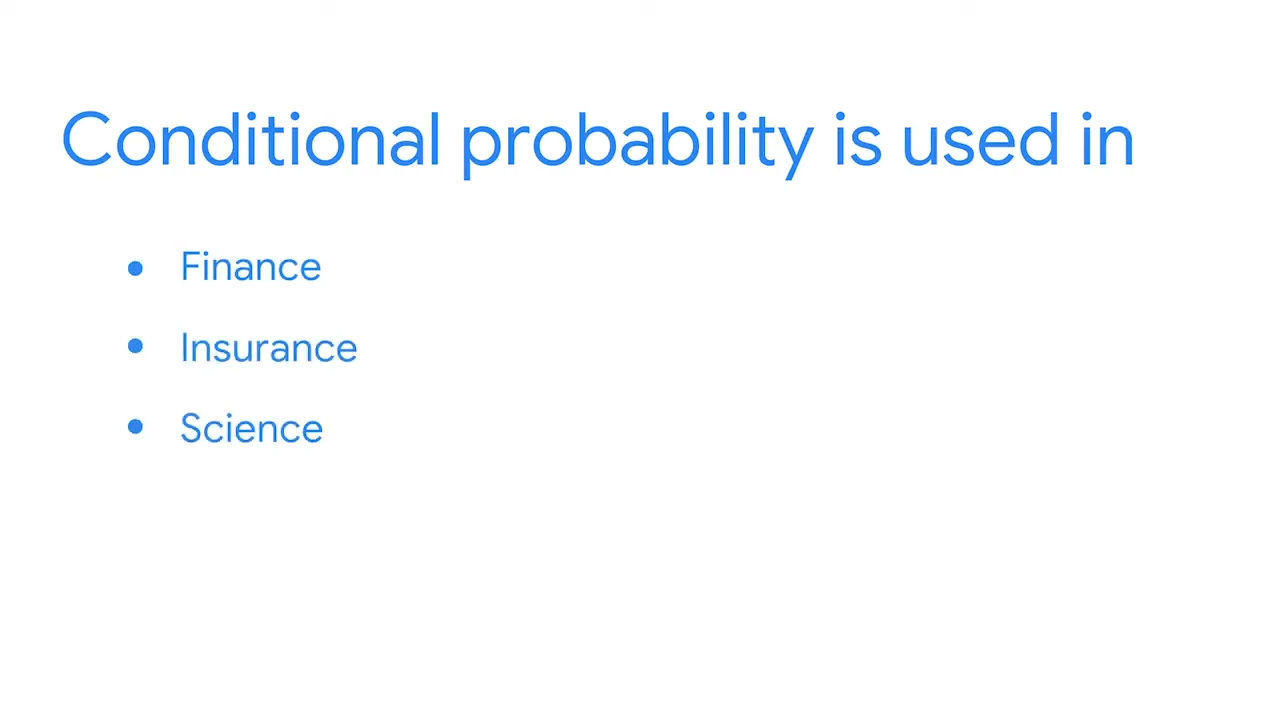 Conditional probability is used in
• Finance
• Insurance
• Science